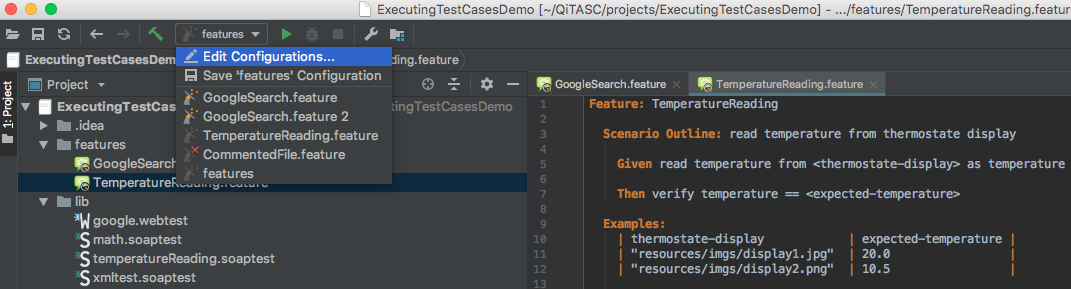 ExecutingTestCasesDemo [~/QiTASC/projects/ExecutingTestCasesDemo] - .../features/TemperatureReading.featur
features
ExecutingTestCasesDem
ding.feature
Edit Configurations...
Save 'features' Configuration
GoogleSearch.feature
GoogleSearch.feature 2
TemperatureReading.feature
CommentedFile.feature
features
1: Project
Project
ExecutingTestCas
cutingTestCasesDemo
.idea
features
GoogleSearch
TemperatureReading.feature
lib
google.webtest
math.soaptest
temperatureReading.soaptest
xmltest.soaptest
GoogleSearch.feature
TemperatureReading.feature
1 Feature: TemperatureReading
2
3 Scenario Outline: read temperature from thermostate display
4
5 Given read temperature from <thermostate-display> as temperature
6
7 Then verify temperature == <expected-temperature>
8
9 Examples:
10 | thermostate-display | expected-temperature |
11 | "resources/imgs/display1.jpg" | 20.0 |
12 | "resources/imgs/display2.png" | 10.5 |
13